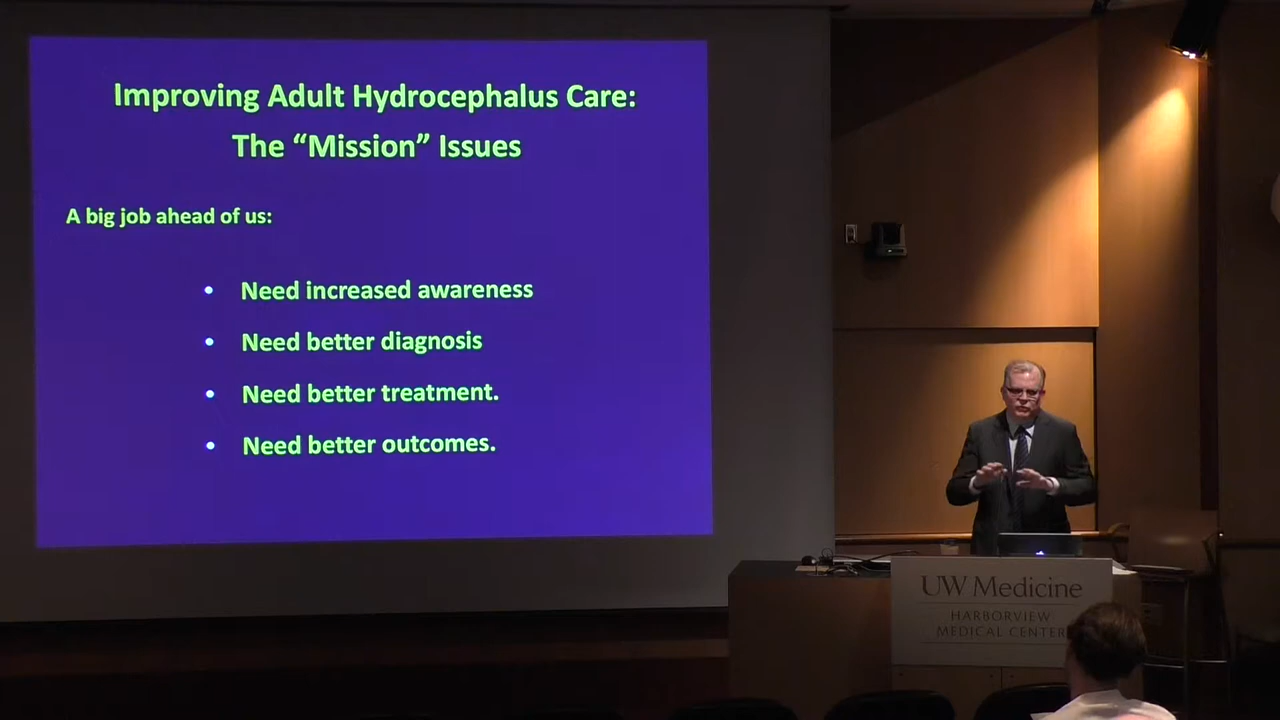 Improving Adult Hydrocephalus Care:
The “Mission” Issues
A big job ahead of us:
• Need increased awareness
• Need better diagnosis
• Need better treatment.
• Need better outcomes.
UW Medicine
HARBORVIEW
MEDICAL CENTER